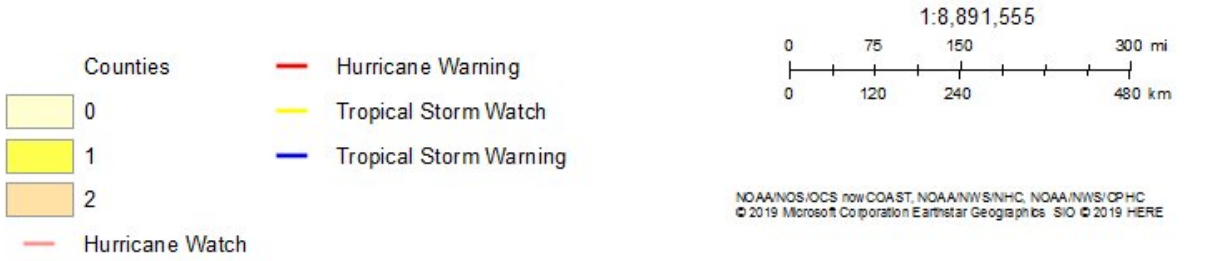 Counties
0
1
2
Hurricane Watch
Hurricane Warning
Tropical Storm Watch
Tropical Storm Warning
1:8,891,555
0 75 150 300 mi
0 120 240 480 km
NOAA/NOS/OCS nowCOAST, NOAA/NWS/NHC, NOAA/NWS/CPHC
© 2019 Microsoft Corporation Earthstar Geographics SIO © 2019 HERE